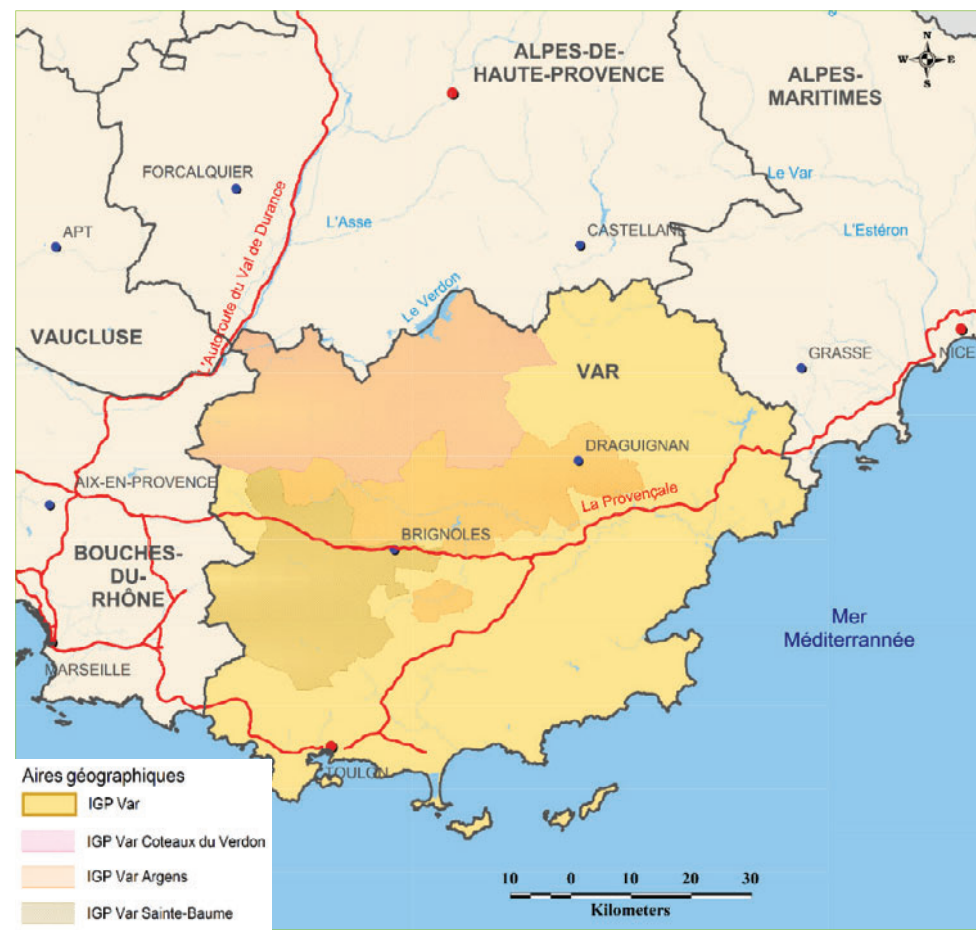 ALPES-DE-
HAUTE-PROVENCE
ALPES-
MARITIMES
N
W
E
S
FORCALQUIER
Le Var
APT
L'Asse
CASTELLANE
L'Estéron
L'Autoroute du Val de Durance
Le Verdon
VAUCLUSE
VAR
GRASSE
NICE
DRAGUIGNAN
AIX-EN-PROVENCE
La Provençale
BRIGNOLES
BOUCHES-
DU-
RHÔNE
Mer
Méditerrannée
MARSEILLE
TOULON
Aires géographiques
IGP Var
IGP Var Coteaux du Verdon
IGP Var Argens
IGP Var Sainte-Baume
10 0 10 20 30
Kilometers